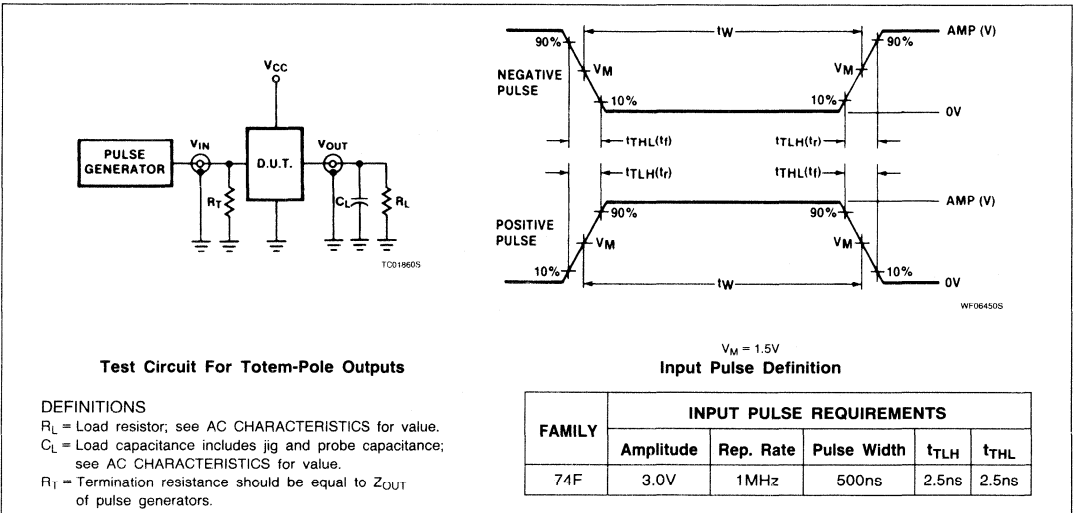 VCC
PULSE
GENERATOR
VIN
D.U.T.
VOUT
RT
CL
RL
TC01860S
tW
AMP (V)
90%
90%
NEGATIVE
PULSE
VM
VM
10%
10%
0V
tTHL(tf)
tTLH(tr)
tTLH(tr)
tTHL(tf)
AMP (V)
90%
90%
POSITIVE
PULSE
VM
VM
10%
10%
tW
0V
WF06450S
Test Circuit For Totem-Pole Outputs
VM = 1.5V
Input Pulse Definition
DEFINITIONS
RL = Load resistor; see AC CHARACTERISTICS for value.
CL = Load capacitance includes jig and probe capacitance;
see AC CHARACTERISTICS for value.
RT = Termination resistance should be equal to ZOUT
of pulse generators.
FAMILY
INPUT PULSE REQUIREMENTS
Amplitude Rep. Rate Pulse Width tTLH tTHL
74F 3.0V 1MHz 500ns 2.5ns 2.5ns